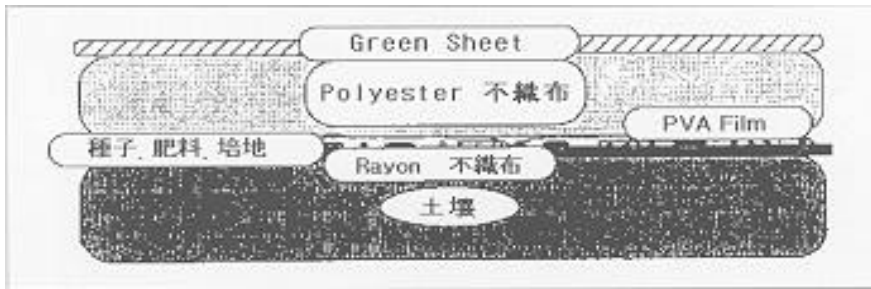 Green Sheet
Polyester 不織布
PVA Film
種子, 肥料, 培地
Rayon 不織布
土壤